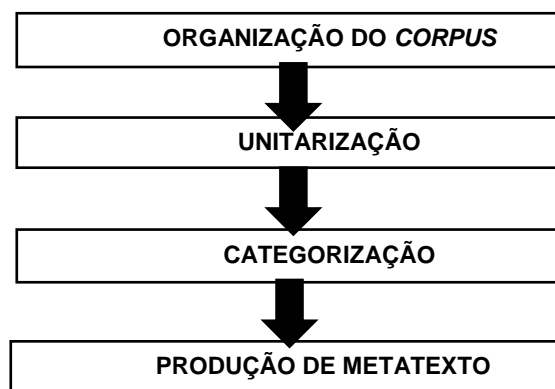 ORGANIZAÇÃO DO CORPUS
UNITARIZAÇÃO
CATEGORIZAÇÃO
PRODUÇÃO DE METATEXTO